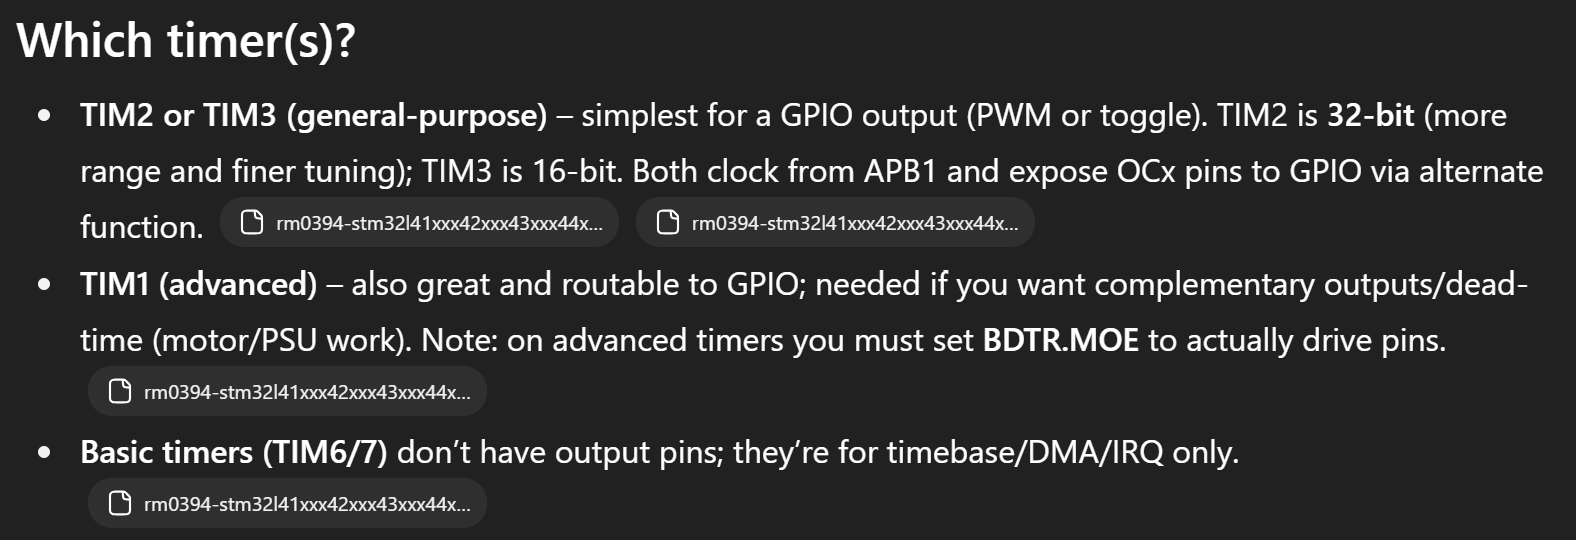 Which timer(s)?
• TIM2 or TIM3 (general-purpose) – simplest for a GPIO output (PWM or toggle). TIM2 is 32-bit (more
range and finer tuning); TIM3 is 16-bit. Both clock from APB1 and expose OCx pins to GPIO via alternate
function. rm0394-stm32l41xxx42xxx43xxx44x... rm0394-stm32l41xxx42xxx43xxx44x...
• TIM1 (advanced) – also great and routable to GPIO; needed if you want complementary outputs/dead-
time (motor/PSU work). Note: on advanced timers you must set BDTR.MOE to actually drive pins.
rm0394-stm32l41xxx42xxx43xxx44x...
• Basic timers (TIM6/7) don’t have output pins; they’re for timebase/DMA/IRQ only.
rm0394-stm32l41xxx42xxx43xxx44x...